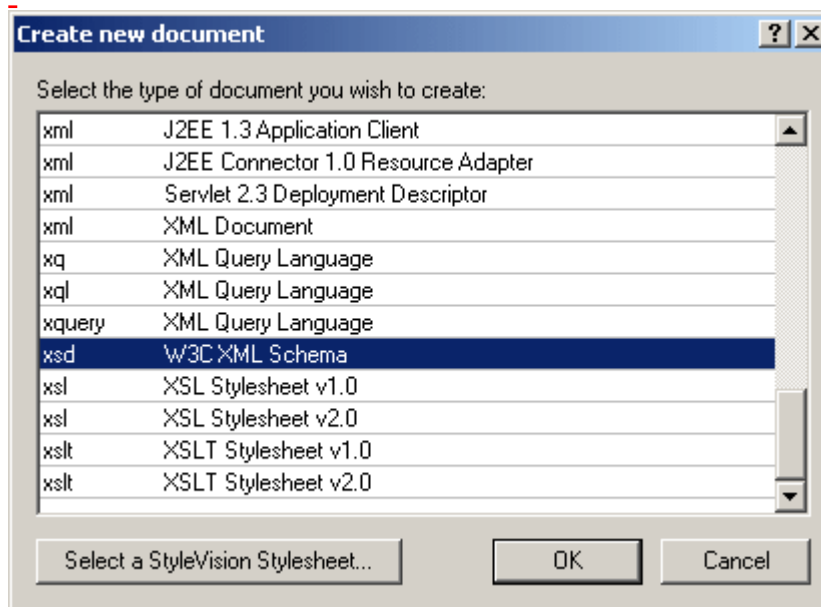 Create new document
Select the type of document you wish to create:
xml J2EE 1.3 Application Client
xml J2EE Connector 1.0 Resource Adapter
xml Servlet 2.3 Deployment Descriptor
xml XML Document
xq XML Query Language
xql XML Query Language
xquery XML Query Language
xsd W3C XML Schema
xsl XSL Stylesheet v1.0
xsl XSL Stylesheet v2.0
xslt XSLT Stylesheet v1.0
xslt XSLT Stylesheet v2.0
Select a StyleVision Stylesheet... OK Cancel